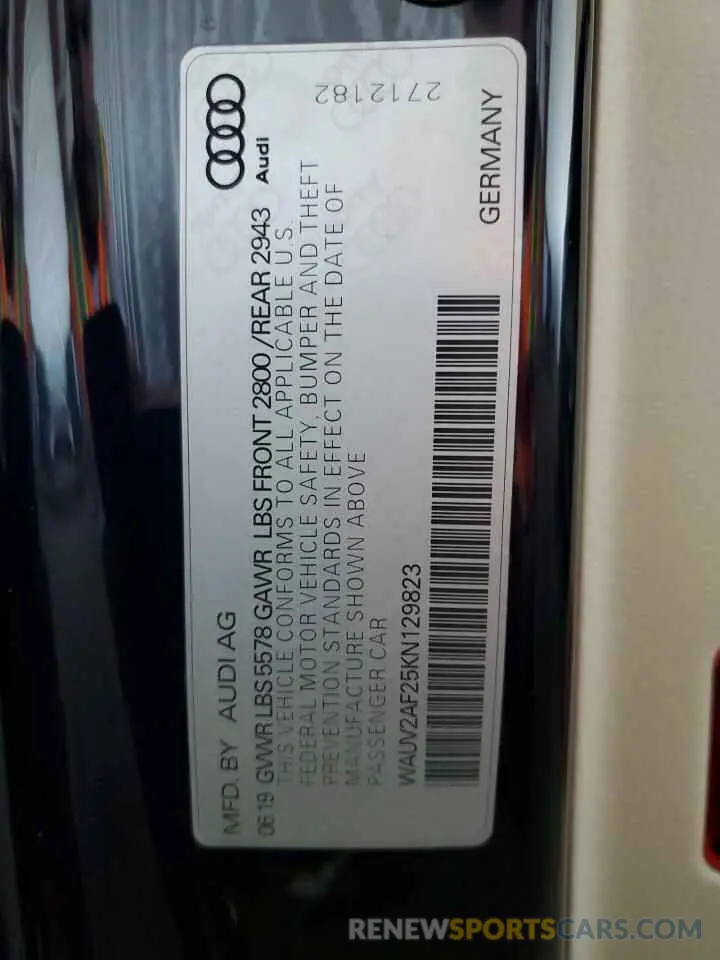 Audi
2712182
MFD. BY AUDI AG
06 19 GVWR LBS 5578 GAWR LBS FRONT 2800 /REAR 2943
THIS VEHICLE CONFORMS TO ALL APPLICABLE U.S.
FEDERAL MOTOR VEHICLE SAFETY, BUMPER AND THEFT
PREVENTION STANDARDS IN EFFECT ON THE DATE OF
MANUFACTURE SHOWN ABOVE
PASSENGER CAR
WAUV2AF25KN129823
GERMANY
RENEWSPORTSCARS.COM